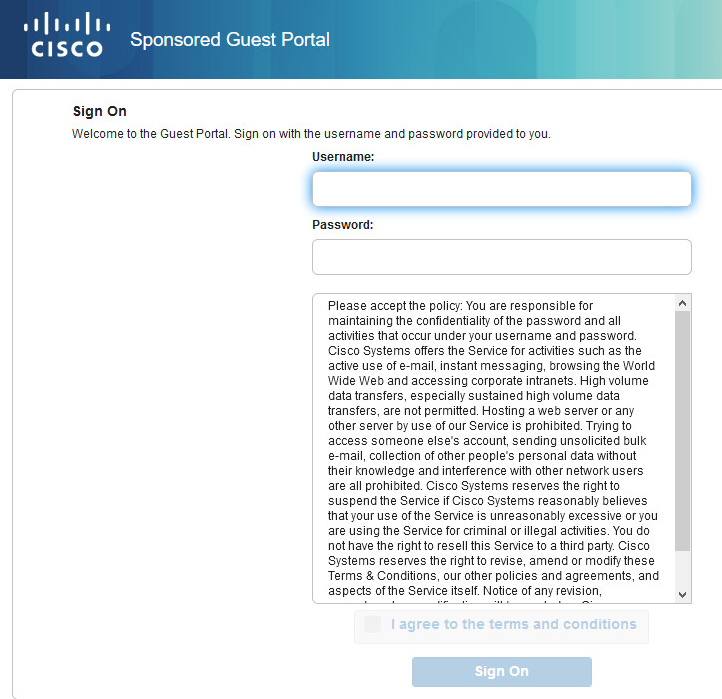 CISCO
Sponsored Guest Portal
Sign On
Welcome to the Guest Portal. Sign on with the username and password provided to you.
Username:
Password:
Please accept the policy: You are responsible for
maintaining the confidentiality of the password and all
activities that occur under your username and password.
Cisco Systems offers the Service for activities such as the
active use of e-mail, instant messaging, browsing the World
Wide Web and accessing corporate intranets. High volume
data transfers, especially sustained high volume data
transfers, are not permitted. Hosting a web server or any
other server by use of our Service is prohibited. Trying to
access someone else's account, sending unsolicited bulk
e-mail, collection of other people's personal data without
their knowledge and interference with other network users
are all prohibited. Cisco Systems reserves the right to
suspend the Service if Cisco Systems reasonably believes
that your use of the Service is unreasonably excessive or you
are using the Service for criminal or illegal activities. You do
not have the right to resell this Service to a third party. Cisco
Systems reserves the right to revise, amend or modify these
Terms & Conditions, our other policies and agreements, and
aspects of the Service itself. Notice of any revision,
I agree to the terms and conditions
Sign On